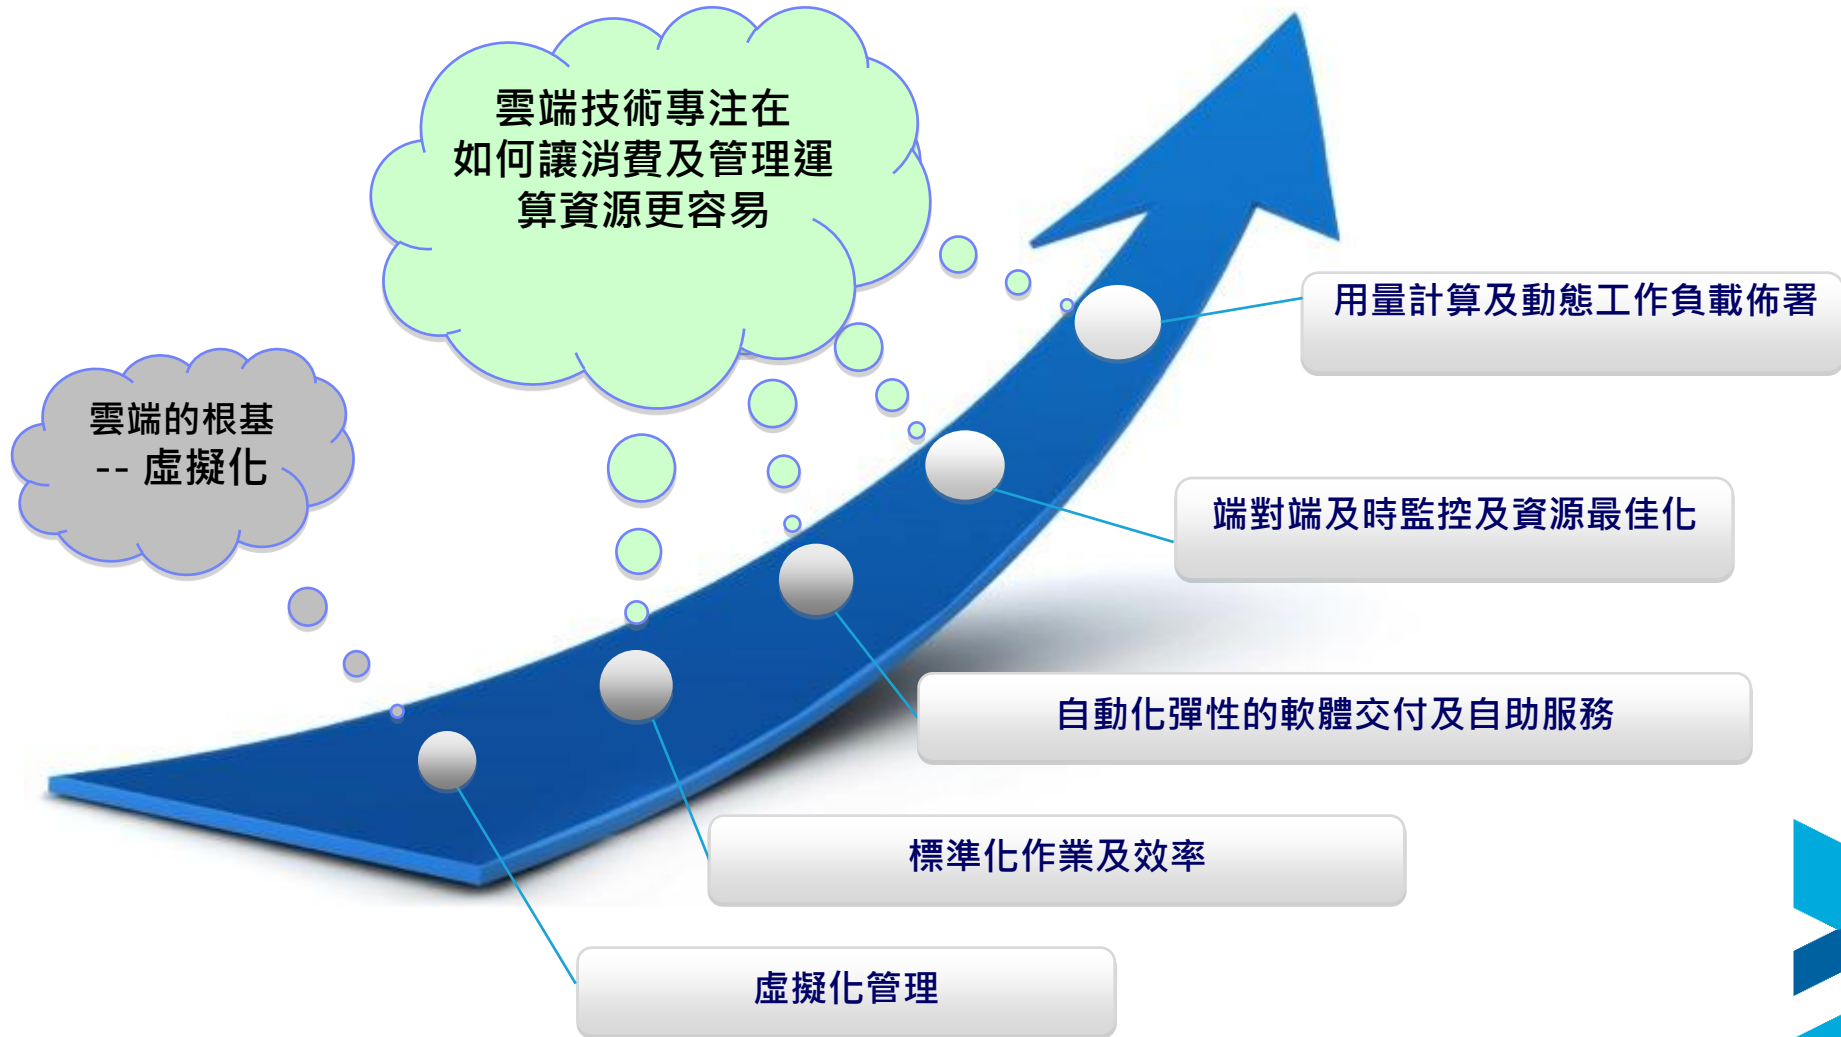 雲端技術專注在
如何讓消費及管理運
算資源更容易
雲端的根基
-- 虛擬化
用量計算及動態工作負載佈署
端對端及時監控及資源最佳化
自動化彈性的軟體交付及自助服務
標準化作業及效率
虛擬化管理